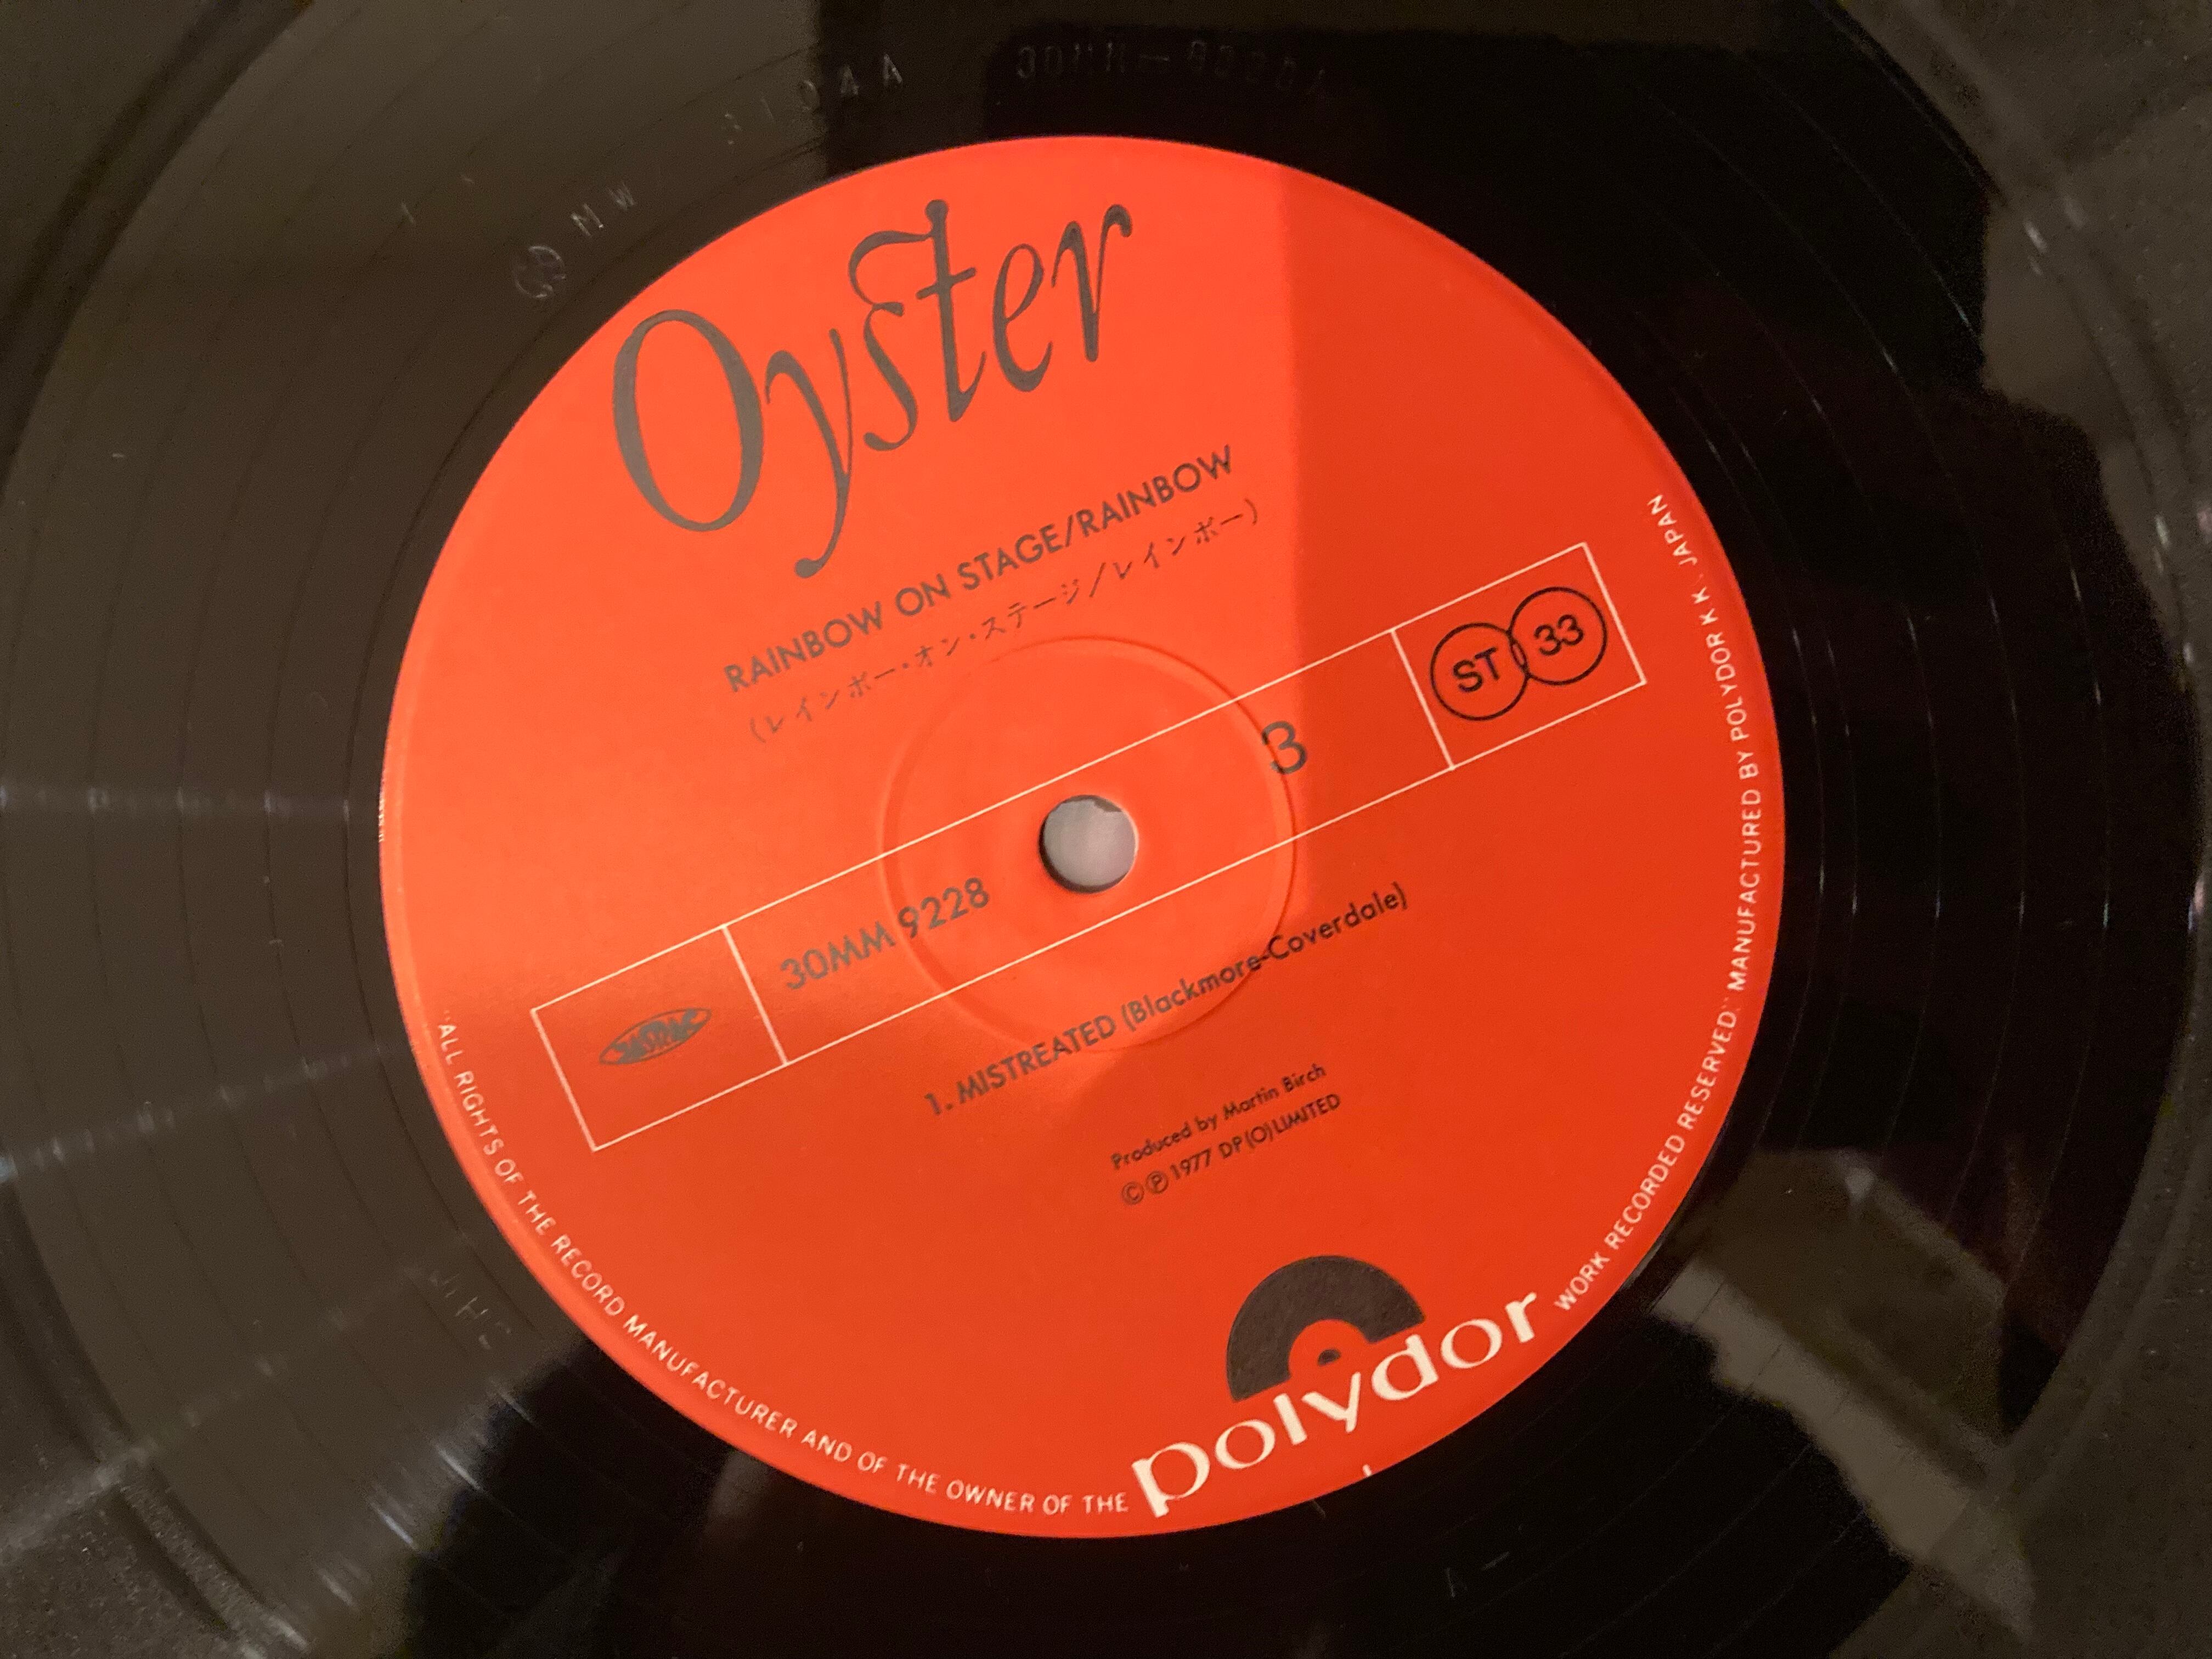 Oyster
RAINBOW ON STAGE/RAINBOW
(レインボー・オン・ステージ/レインボー)
JASRAC
30MM 9228
3
ST 33
1. MISTREATED (Blackmore-Coverdale)
Produced by Martin Birch
©℗1977 DP(O) LIMITED
polydor
"ALL RIGHTS OF THE RECORD MANUFACTURER AND OF THE OWNER OF THE WORK RECORDED RESERVED" MANUFACTURED BY POLYDOR K.K. JAPAN
NW